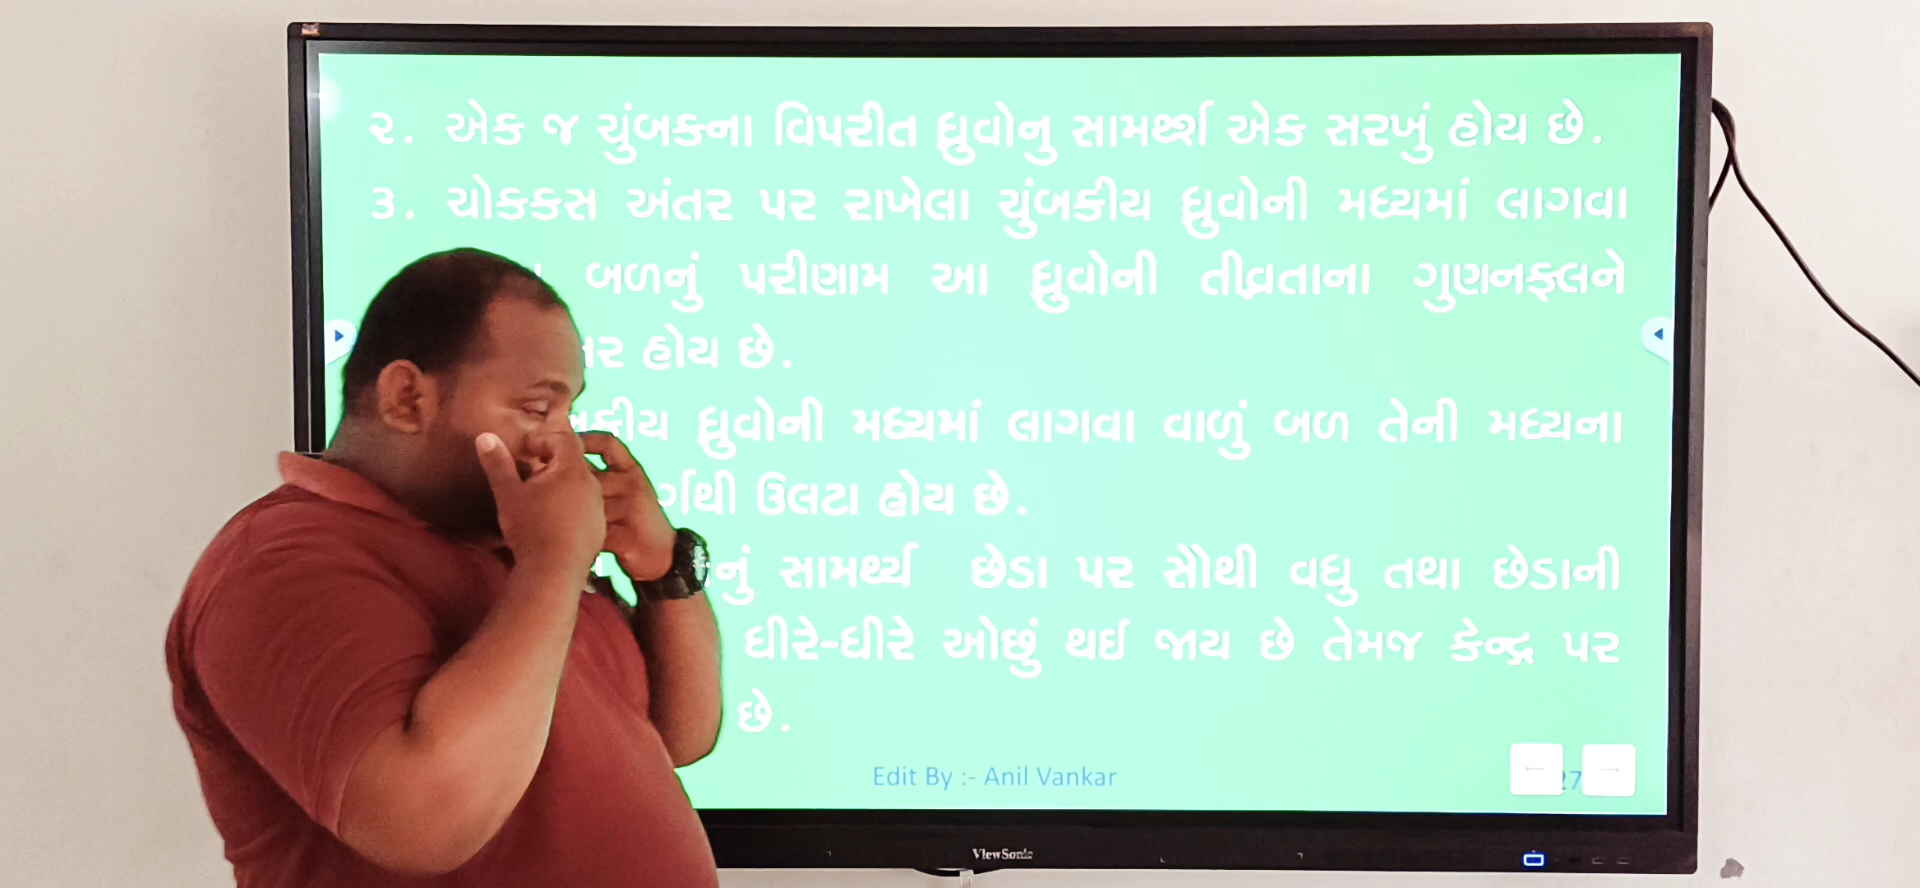 ૨. એક જ ચુંબકના વિપરીત ધ્રુવોનુ સામર્થ્શ એક સરખું હોય છે.
૩. ચોકકસ અંતર પર રાખેલા ચુંબકીય ધ્રુવોની મધ્યમાં લાગવા
બળનું પરીણામ આ ધ્રુવોની તીવ્રતાના ગુણનફ્લને
હોય છે.
ધ્રુવોની મધ્યમાં લાગવા વાળું બળ તેની મધ્યના
ઉલટા હોય છે.
સામર્થ્ય છેડા પર સૌથી વધુ તથા છેડાની
ધીરે-ધીરે ઓછું થઈ જાય છે તેમજ કેન્દ્ર પર
છે.
Edit By :- Anil Vankar
27
ViewSonic